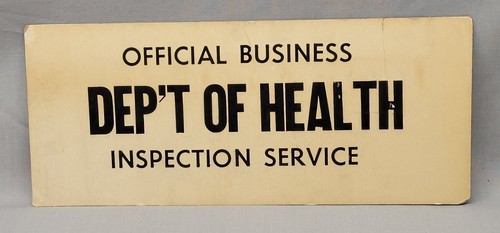 OFFICIAL BUSINESS
DEP'T OF HEALTH
INSPECTION SERVICE